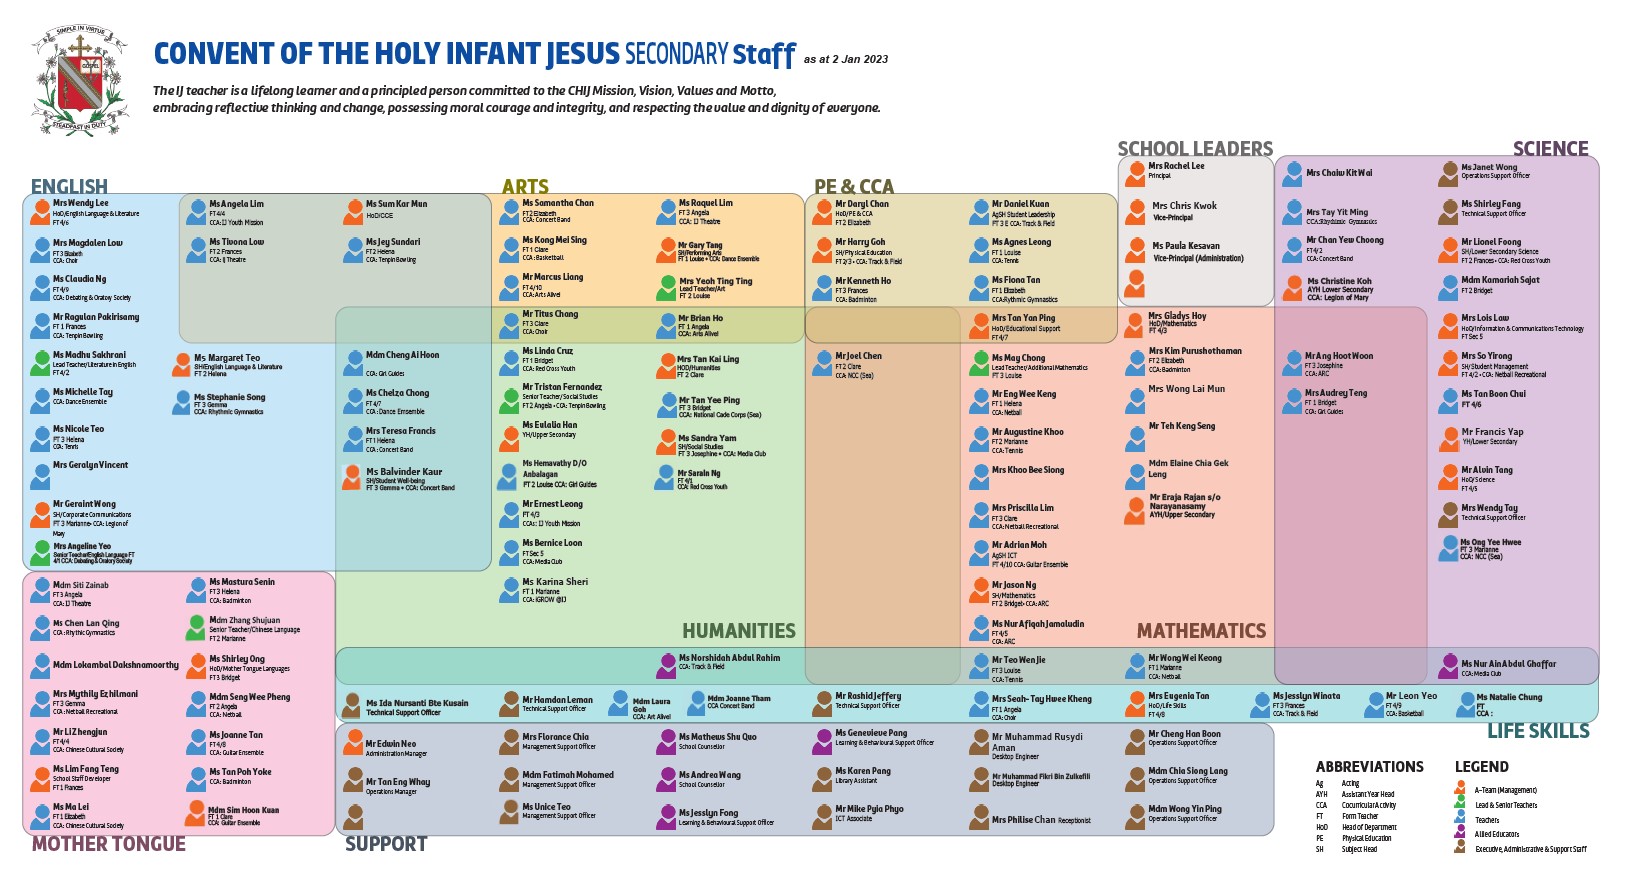 SIMPLE IN VIRTUE
GOSPEL
STEADFAST IN DUTY
CONVENT OF THE HOLY INFANT JESUS SECONDARY Staff as at 2 Jan 2023
The IJ teacher is a lifelong learner and a principled person committed to the CHIJ Mission, Vision, Values and Motto,
embracing reflective thinking and change, possessing moral courage and integrity, and respecting the value and dignity of everyone.
ENGLISH
Mrs Wendy Lee
HoD/English Language & Literature
FT 4/6
Mrs Magdalen Low
FT 3 Elizabeth
CCA: Choir
Ms Claudia Ng
FT 4/9
CCA: Debating & Oratory Society
Mr Ragulan Pakirisamy
FT 1 Frances
CCA: Tenpin Bowling
Ms Madhu Sakhrani
Lead Teacher/Literature in English
FT 4/2
Ms Michelle Tay
CCA: Dance Ensemble
Ms Nicole Teo
FT 3 Helena
CCA: Tennis
Mrs Geralyn Vincent
Mr Geraint Wong
SH/Corporate Communications
FT 3 Marianne• CCA: Legion of
May
Mrs Angeline Yeo
Senior Teacher/English Language FT
4/1 CCA: Debating & Oratory Society
Ms Margaret Teo
SH/English Language & Literature
FT 2 Helena
Ms Stephanie Song
FT 3 Gemma
CCA: Rhythmic Gymnastics
Ms Angela Lim
FT 4/4
CCA: IJ Youth Mission
Ms Tivona Low
FT 2 Frances
CCA: IJ Theatre
Ms Sum Kar Mun
HoD/CCE
Ms Jey Sundari
FT 2 Helena
CCA: Tenpin Bowling
Mdm Cheng Ai Hoon
CCA: Girl Guides
Ms Chelza Chong
FT 4/7
CCA: Dance Ernsemble
Mrs Teresa Francis
FT 1 Helena
CCA: Concert Band
Ms Balvinder Kaur
SH/Student Well-being
FT 3 Gemma • CCA: Concert Band
ARTS
Ms Samantha Chan
FT 2 Elizabeth
CCA: Concert Band
Ms Kong Mei Sing
FT 1 Clare
CCA: Basketball
Mr Marcus Liang
FT 4/10
CCA: Arts Alive!
Mr Titus Chang
FT 3 Clare
CCA: Choir
Ms Raquel Lim
FT 3 Angela
CCA: IJ Theatre
Mr Gary Tang
SH/Performing Arts
FT 1 Louise • CCA: Dance Ensemble
Mrs Yeoh Ting Ting
Lead Teacher/Art
FT 2 Louise
Mr Brian Ho
FT 1 Angela
CCA: Arts Alive!
Ms Linda Cruz
FT 1 Bridget
CCA: Red Cross Youth
Mr Tristan Fernandez
Senior Teacher/Social Studies
FT 2 Angela • CCA: Tenpin Bowling
Ms Eulalia Han
YH/Upper Secondary
Ms Hemavathy D/O
Anbalagan
FT 2 Louise CCA: Girl Guides
Mr Ernest Leong
FT 4/3
CCAs: IJ Youth Mission
Ms Bernice Loon
FT Sec 5
CCA: Media Club
Ms Karina Sheri
FT 1 Marianne
CCA: iGROW @IJ
Mrs Tan Kai Ling
HOD/Humanities
FT 2 Clare
Mr Tan Yee Ping
FT 3 Bridget
CCA: National Cade Corps (Sea)
Ms Sandra Yam
SH/Social Studies
FT 3 Josephine • CCA: Media Club
Mr Sarain Ng
FT 4/1
CCA: Red Cross Youth
HUMANITIES
PE & CCA
Mr Daryl Chan
HoD/PE & CCA
FT 2 Elizabeth
Mr Harry Goh
SH/Physical Education
FT 2/3 • CCA: Track & Field
Mr Kenneth Ho
FT 3 Frances
CCA: Badminton
Mr Joel Chen
FT 2 Clare
CCA: NCC (Sea)
Mr Daniel Kuan
AgSH Student Leadership
FT 3 E CCA: Track & Field
Ms Agnes Leong
FT 1 Louise
CCA: Tennis
Ms Fiona Tan
FT 1 Elizabeth
CCA: Rythmic Gymnastics
Mrs Tan Yan Ping
HoD/Educational Support
FT 4/7
Ms May Chong
Lead Teacher/Additional Mathematics
FT 3 Louise
Mr Eng Wee Keng
FT 1 Helena
CCA: Netball
Mr Augustine Khoo
FT 2 Marianne
CCA: Tennis
Mrs Khoo Bee Siong
Mrs Priscilla Lim
FT 3 Clare
CCA: Netball Recreational
Mr Adrian Moh
AgSH ICT
FT 4/10 CCA: Guitar Ensemble
Mr Jason Ng
SH/Mathematics
FT 2 Bridget• CCA: ARC
Ms Nur Afiqah Jamaludin
FT 4/5
CCA: ARC
SCHOOL LEADERS
Mrs Rachel Lee
Principal
Mrs Chris Kwok
Vice-Principal
Ms Paula Kesavan
Vice-Principal (Administration)
Mrs Gladys Hoy
HoD/Mathematics
FT 4/3
Mrs Kim Purushothaman
FT 2 Elizabeth
CCA: Badminton
Mrs Wong Lai Mun
Mr Teh Keng Seng
Mdm Elaine Chia Gek
Leng
Mr Eraja Rajan s/o
Narayanasamy
AYH/Upper Secondary
MATHEMATICS
SCIENCE
Mrs Chaiw Kit Wai
Mrs Tay Yit Ming
CCA:Rhythmic Gymnastics
Mr Chan Yew Choong
FT 4/2
CCA: Concert Band
Ms Christine Koh
AYH Lower Secondary
CCA: Legion of Mary
Mr Ang Hoot Woon
FT 3 Josephine
CCA: ARC
Mrs Audrey Teng
FT 1 Bridget
CCA: Girl Guides
Ms Janet Wong
Operations Support Officer
Ms Shirley Fang
Technical Support Officer
Mr Lionel Foong
SH/Lower Secondary Science
FT 2 Frances • CCA: Red Cross Youth
Mdm Kamariah Sajat
FT 2 Bridget
Mrs Lois Law
HoD/Information & Communications Technology
FT Sec 5
Mrs So Yirong
SH/Student Management
FT 4/2 • CCA: Netball Recreational
Ms Tan Boon Chui
FT 4/6
Mr Francis Yap
YH/Lower Secondary
Mr Alvin Tang
HoD/Science
FT 4/5
Mrs Wendy Tay
Technical Support Officer
Ms Ong Yee Hwee
FT 3 Marianne
CCA: NCC (Sea)
Mdm Siti Zainab
FT 3 Angela
CCA: IJ Theatre
Ms Chen Lan Qing
CCA: Rhythic Gymnastics
Mdm Lokambal Dakshnamoorthy
Mrs Mythily Ezhilmani
FT 3 Gemma
CCA: Netball Recreational
Mr LI Zhengjun
FT 4/4
CCA: Chinese Cultural Society
Ms Lim Fang Teng
School Staff Developer
FT 1 Frances
Ms Ma Lei
FT 1 Elizabeth
CCA: Chinese Cultural Society
Ms Mastura Senin
FT 3 Helena
CCA: Badminton
Mdm Zhang Shujuan
Senior Teacher/Chinese Language
FT 2 Marianne
Ms Shirley Ong
HoD/Mother Tongue Languages
FT 3 Bridget
Mdm Seng Wee Pheng
FT 2 Angela
CCA: Netball
Ms Joanne Tan
FT 4/8
CCA: Guitar Ensemble
Ms Tan Poh Yoke
CCA: Badminton
Mdm Sim Hoon Kuan
FT 1 Clare
CCA: Guitar Ensemble
MOTHER TONGUE
Ms Norshidah Abdul Rahim
CCA: Track & Field
Mr Teo Wen Jie
FT 3 Louise
CCA: Tennis
Mr Wong Wei Keong
FT 1 Marianne
CCA: Netball
Ms Nur Ain Abdul Ghaffar
CCA: Media Club
Ms Ida Nursanti Bte Kusain
Technical Support Officer
Mr Hamdan Leman
Technical Support Officer
Mdm Laura
Goh
CCA: Art Alive!
Mdm Joanne Tham
CCA Concert Band
Mr Rashid Jeffery
Technical Support Officer
Mrs Seah-Tay Hwee Kheng
FT 1 Angela
CCA: Choir
Mrs Eugenia Tan
HoD/Life Skills
FT 4/8
Ms Jesslyn Winata
FT 3 Frances
CCA: Track & Field
Mr Leon Yeo
FT 4/9
CCA: Basketball
Ms Natalie Chung
FT
CCA :
LIFE SKILLS
Mr Edwin Neo
Administration Manager
Mr Tan Eng Whay
Operations Manager
Mrs Florance Chia
Management Support Officer
Mdm Fatimah Mohamed
Management Support Officer
Ms Unice Teo
Management Support Officer
Ms Mathews Shu Quo
School Counsellor
Ms Andrea Wang
School Counsellor
Ms Jesslyn Fong
Learning & Behavioural Support Officer
Ms Genevieve Pang
Learning & Behavioural Support Officer
Ms Karen Pang
Library Assistant
Mr Mike Pyia Phyo
ICT Associate
Mr Muhammad Rusydi
Aman
Desktop Engineer
Mr Muhammad Fikri Bin Zulkefili
Desktop Engineer
Mrs Philise Chan Receptionist
Mr Cheng Han Boon
Operations Support Officer
Mdm Chia Siong Lang
Operations Support Officer
Mdm Wong Yin Ping
Operations Support Officer
SUPPORT
ABBREVIATIONS
Ag Acting
AYH Assistant Year Head
CCA Cocurricular Activity
FT Form Teacher
HoD Head of Department
PE Physical Education
SH Subject Head
LEGEND
A-Team (Management)
Lead & Senior Teachers
Teachers
Allied Educators
Executive, Administrative & Support Staff